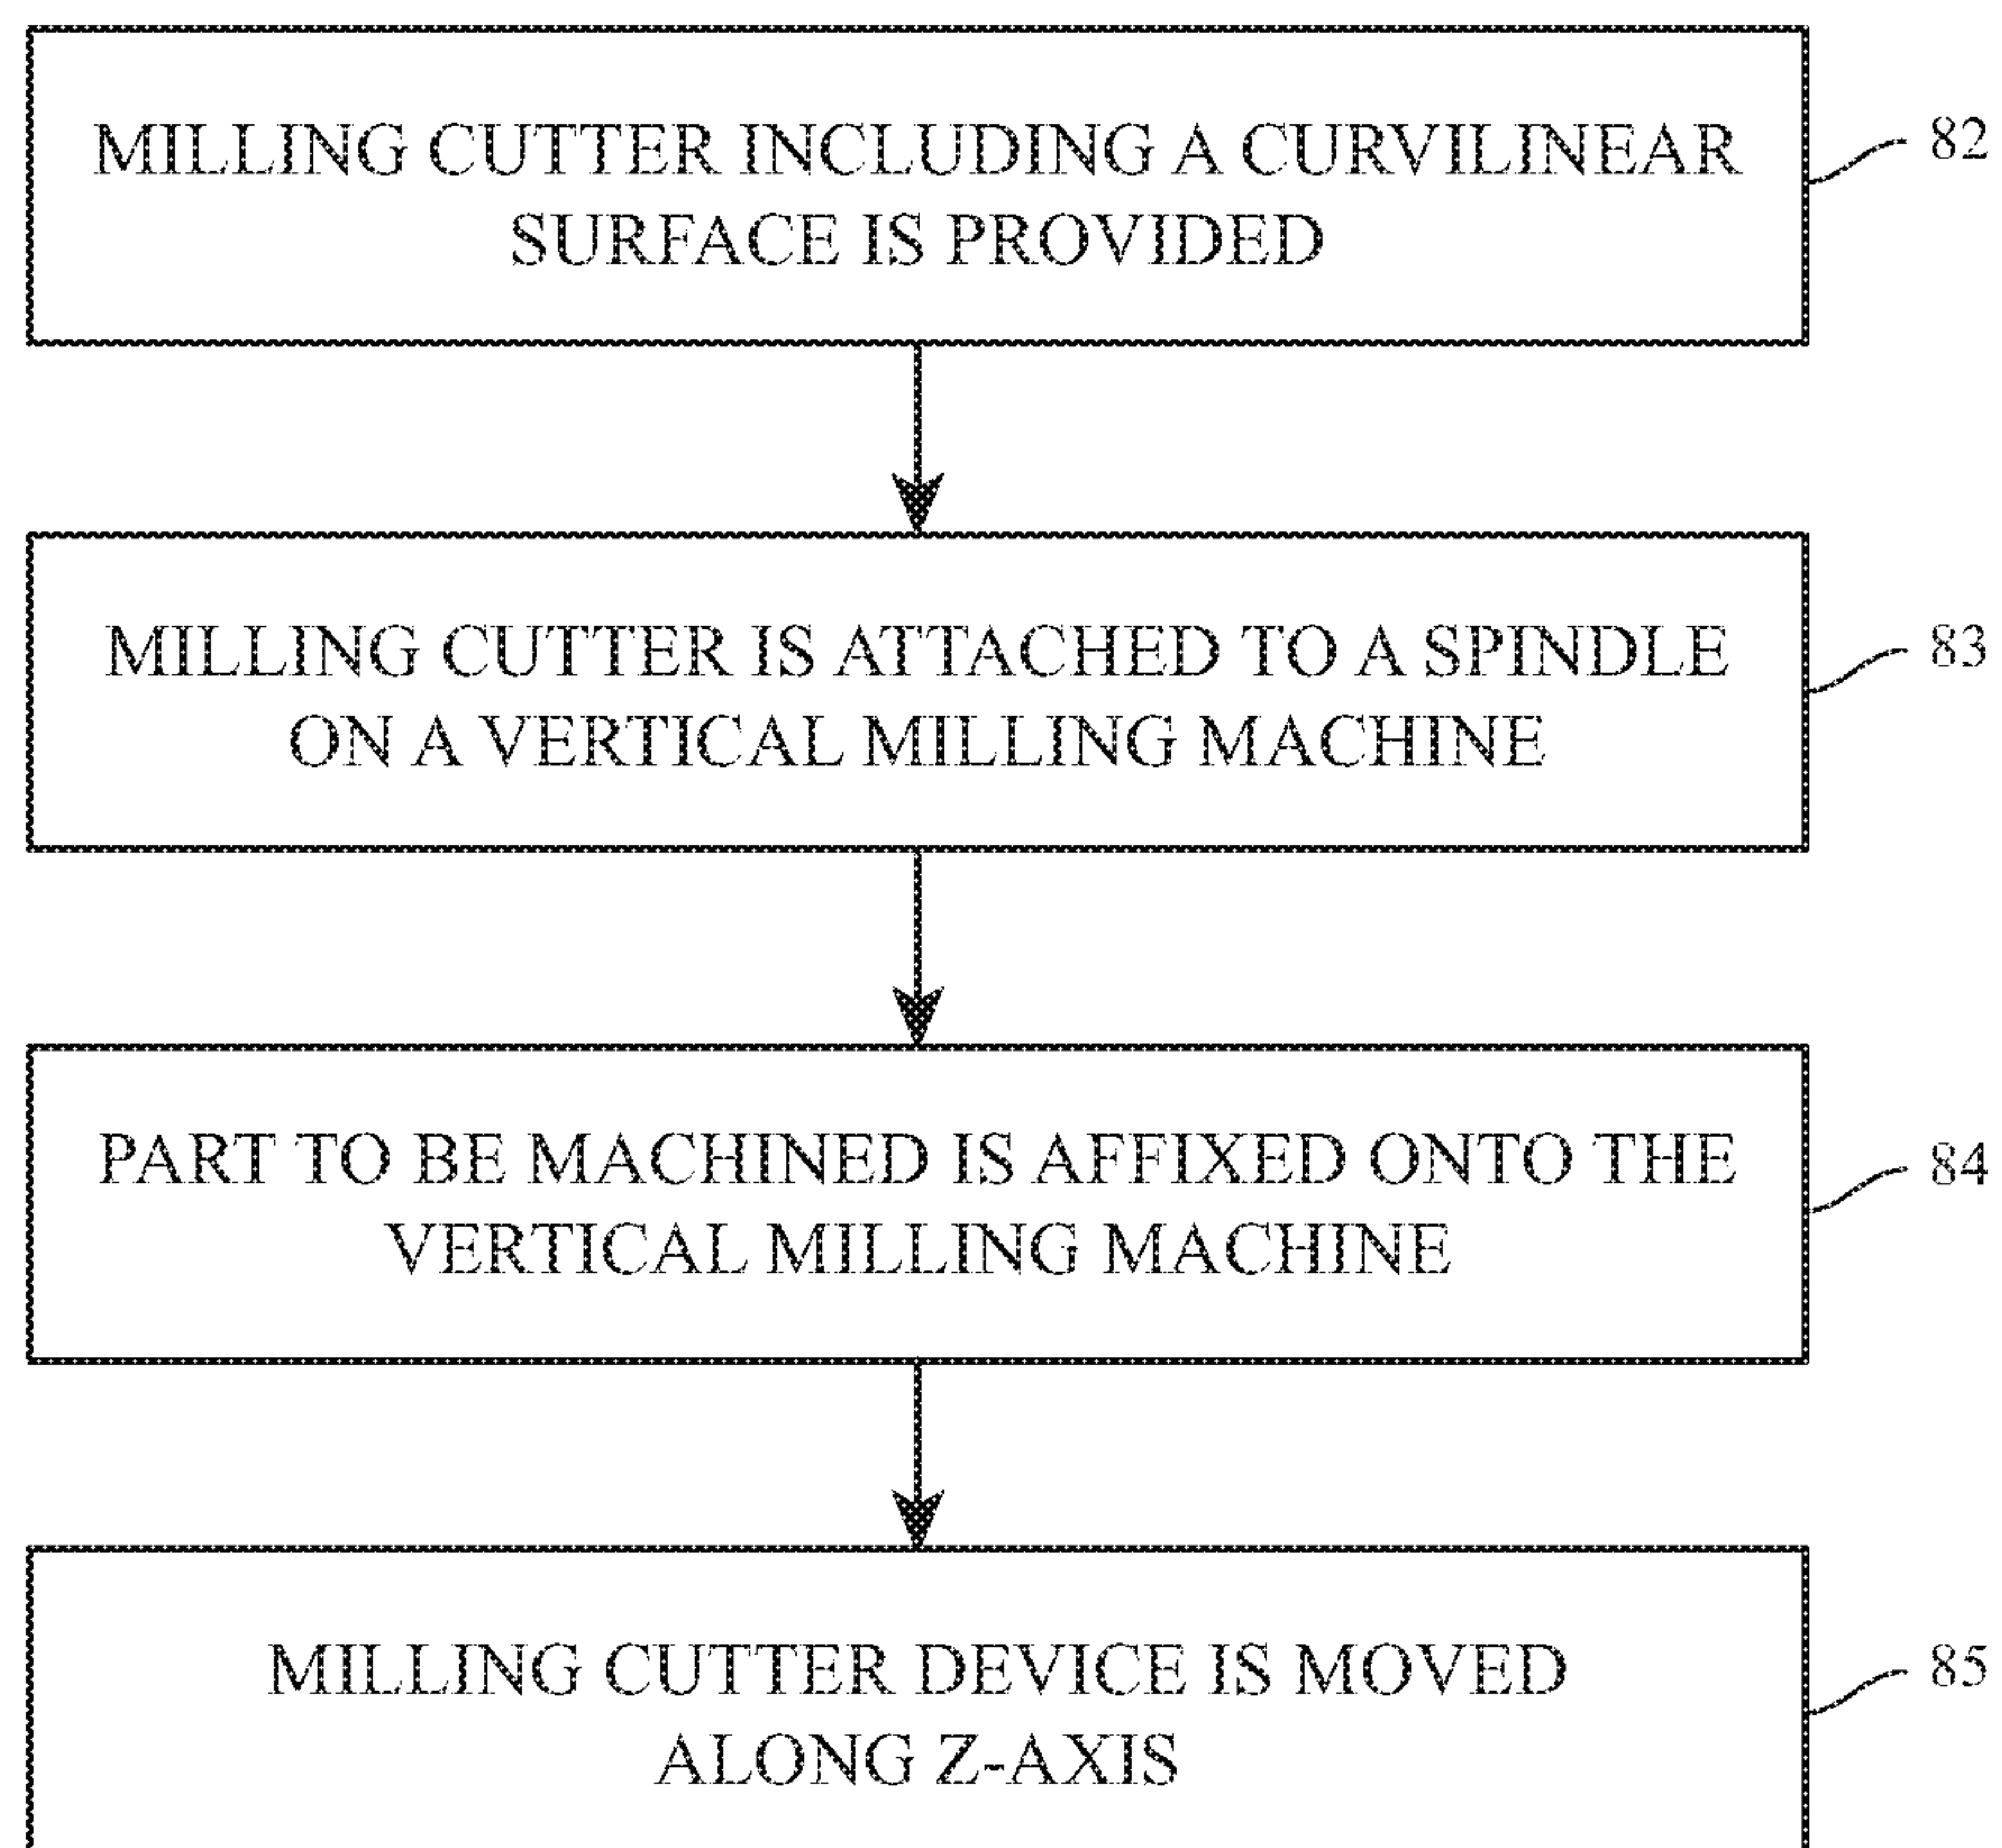 MILLING CUTTER INCLUDING A CURVILINEAR
SURFACE IS PROVIDED
82
MILLING CUTTER IS ATTACHED TO A SPINDLE
ON A VERTICAL MILLING MACHINE
83
PART TO BE MACHINED IS AFFIXED ONTO THE
VERTICAL MILLING MACHINE
84
MILLING CUTTER DEVICE IS MOVED
ALONG Z-AXIS
85